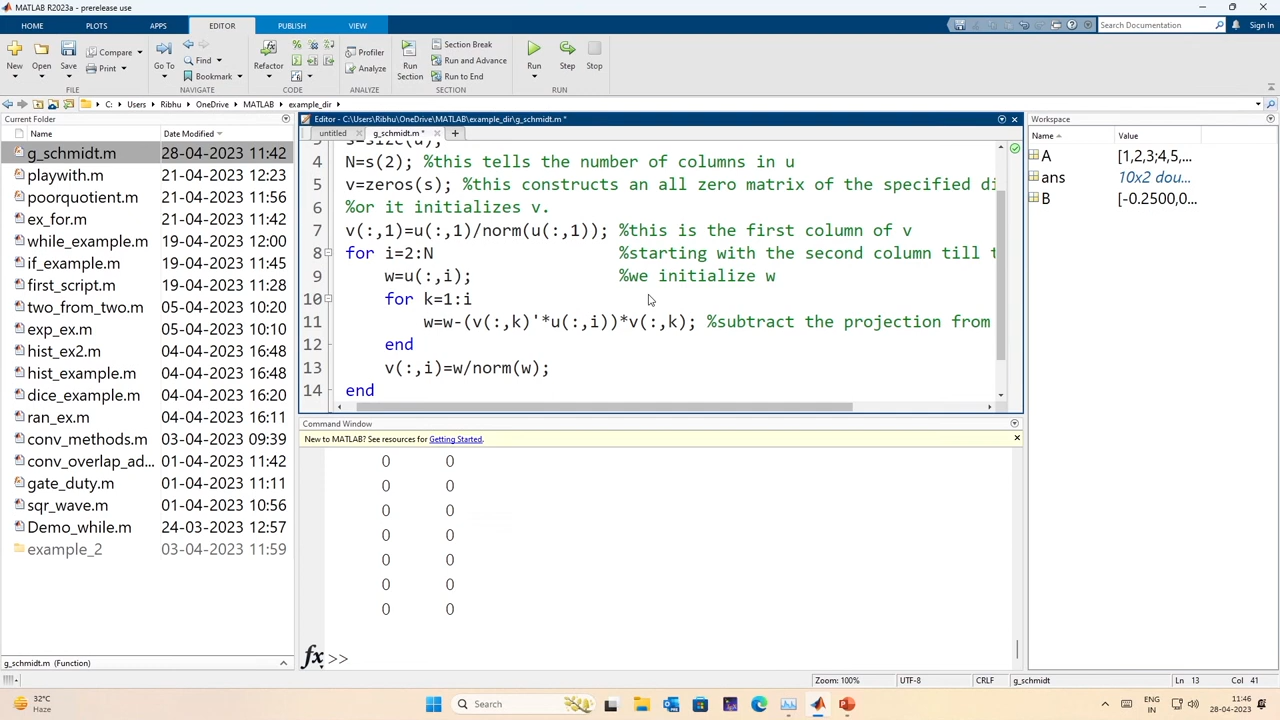 MATLAB R2023a - prerelease use
HOME PLOTS APPS EDITOR PUBLISH VIEW Search Documentation Sign In
New Open Save Compare Print Go To Find Bookmark Refactor Profiler Analyze Run Section Section Break Run and Advance Run to End Run Step Stop
FILE NAVIGATE CODE ANALYZE SECTION RUN
C: Users Ribhu OneDrive MATLAB example_dir
Current Folder
Name Date Modified
g_schmidt.m 28-04-2023 11:42
playwith.m 21-04-2023 12:23
poorquotient.m 21-04-2023 11:56
ex_for.m 21-04-2023 11:42
while_example.m 19-04-2023 12:00
if_example.m 19-04-2023 11:45
first_script.m 19-04-2023 11:28
two_from_two.m 05-04-2023 10:10
exp_ex.m 05-04-2023 10:10
hist_ex2.m 04-04-2023 16:48
hist_example.m 04-04-2023 16:48
dice_example.m 04-04-2023 16:20
ran_ex.m 04-04-2023 16:11
conv_methods.m 03-04-2023 09:39
conv_overlap_ad... 01-04-2023 11:42
gate_duty.m 01-04-2023 11:11
sqr_wave.m 01-04-2023 10:56
Demo_while.m 24-03-2023 12:57
example_2 03-04-2023 11:59
g_schmidt.m (Function)
Editor - C:\Users\Ribhu\OneDrive\MATLAB\example_dir\g_schmidt.m *
untitled g_schmidt.m *
3 s=size(u);
4 N=s(2); %this tells the number of columns in u
5 v=zeros(s); %this constructs an all zero matrix of the specified di
6 %or it initializes v.
7 v(:,1)=u(:,1)/norm(u(:,1)); %this is the first column of v
8 for i=2:N %starting with the second column till t
9 w=u(:,i); %we initialize w
10 for k=1:i
11 w=w-(v(:,k)'*u(:,i))*v(:,k); %subtract the projection from
12 end
13 v(:,i)=w/norm(w);
14 end
Command Window
New to MATLAB? See resources for Getting Started.
0 0
0 0
0 0
0 0
0 0
0 0
0 0
fx >>
Workspace
Name Value
A [1,2,3;4,5,...
ans 10x2 dou...
B [-0.2500,0...
Zoom: 100% UTF-8 CRLF g_schmidt Ln 13 Col 41
32°C
Haze
Search
ENG
IN
11:46
28-04-2023